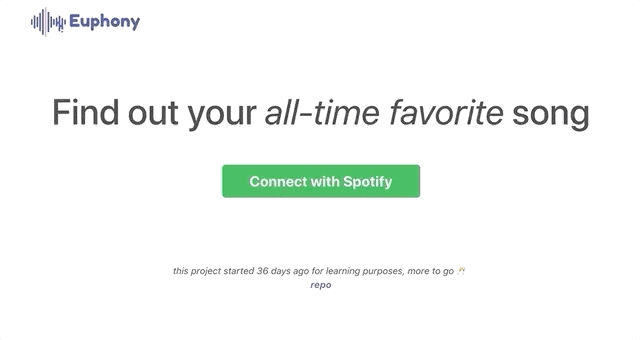 Euphony
Find out your all-time favorite song
Connect with Spotify
this project started 36 days ago for learning purposes, more to go
repo